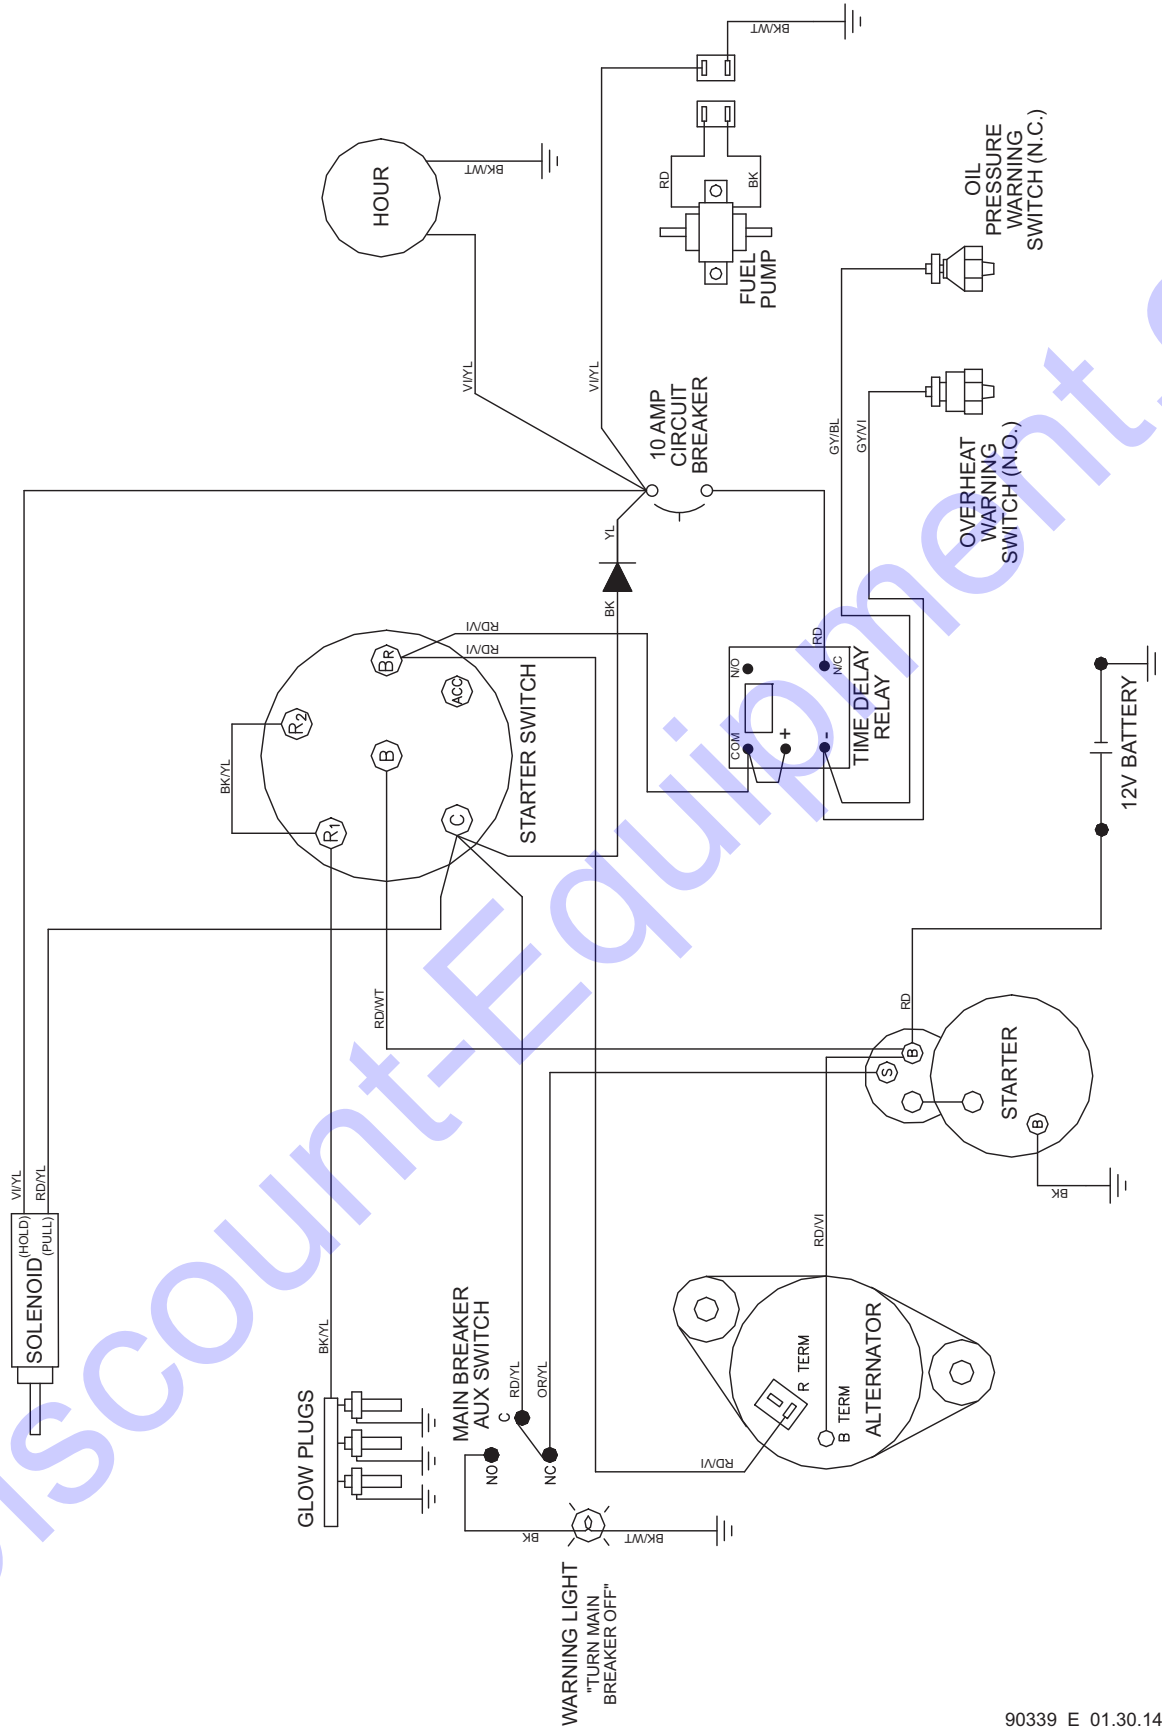 SOLENOID
(HOLD)
(PULL)
VI/YL
RD/YL
GLOW PLUGS
BK/YL
BK/YL
R1
R2
B
BR
ACC
C
STARTER SWITCH
RD/VI
RD/VI
RD/WT
HOUR
BK/WT
VI/YL
VI/YL
BK/WT
RD
BK
FUEL
PUMP
10 AMP
CIRCUIT
BREAKER
YL
BK
MAIN BREAKER
AUX SWITCH
C
NO
NC
RD/YL
OR/YL
BK
BK/WT
WARNING LIGHT
"TURN MAIN
BREAKER OFF"
RD/VI
R TERM
B TERM
ALTERNATOR
RD/VI
COM
N/O
+
-
N/C
RD
TIME DELAY
RELAY
GY/BL
GY/VI
OIL
PRESSURE
WARNING
SWITCH (N.C.)
OVERHEAT
WARNING
SWITCH (N.O.)
S
B
B
STARTER
RD
BK
12V BATTERY
90339 E 01.30.14